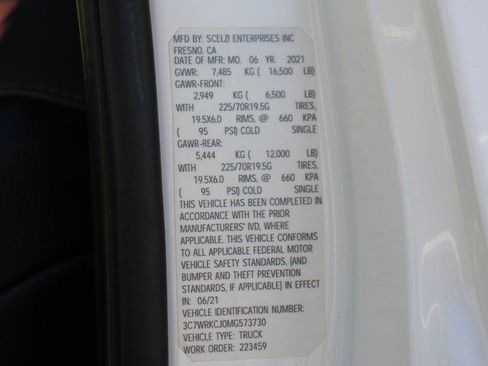 MFD BY: SCELZI ENTERPRISES INC
FRESNO, CA
DATE OF MFR: MO. 06 YR. 2021
GVWR: 7,485 KG ( 16,500 LB)
GAWR-FRONT:
2,949 KG ( 6,500 LB)
WITH 225/70R19.5G TIRES,
19.5X6.0 RIMS, @ 660 KPA
( 95 PSI) COLD SINGLE
GAWR-REAR:
5,444 KG ( 12,000 LB)
WITH 225/70R19.5G TIRES,
19.5X6.0 RIMS, @ 660 KPA
( 95 PSI) COLD SINGLE
THIS VEHICLE HAS BEEN COMPLETED IN
ACCORDANCE WITH THE PRIOR
MANUFACTURERS' IVD, WHERE
APPLICABLE. THIS VEHICLE CONFORMS
TO ALL APPLICABLE FEDERAL MOTOR
VEHICLE SAFETY STANDARDS, [AND
BUMPER AND THEFT PREVENTION
STANDARDS, IF APPLICABLE] IN EFFECT
IN: 06/21
VEHICLE IDENTIFICATION NUMBER:
3C7WRKCJ0MG573730
VEHICLE TYPE: TRUCK
WORK ORDER: 223459